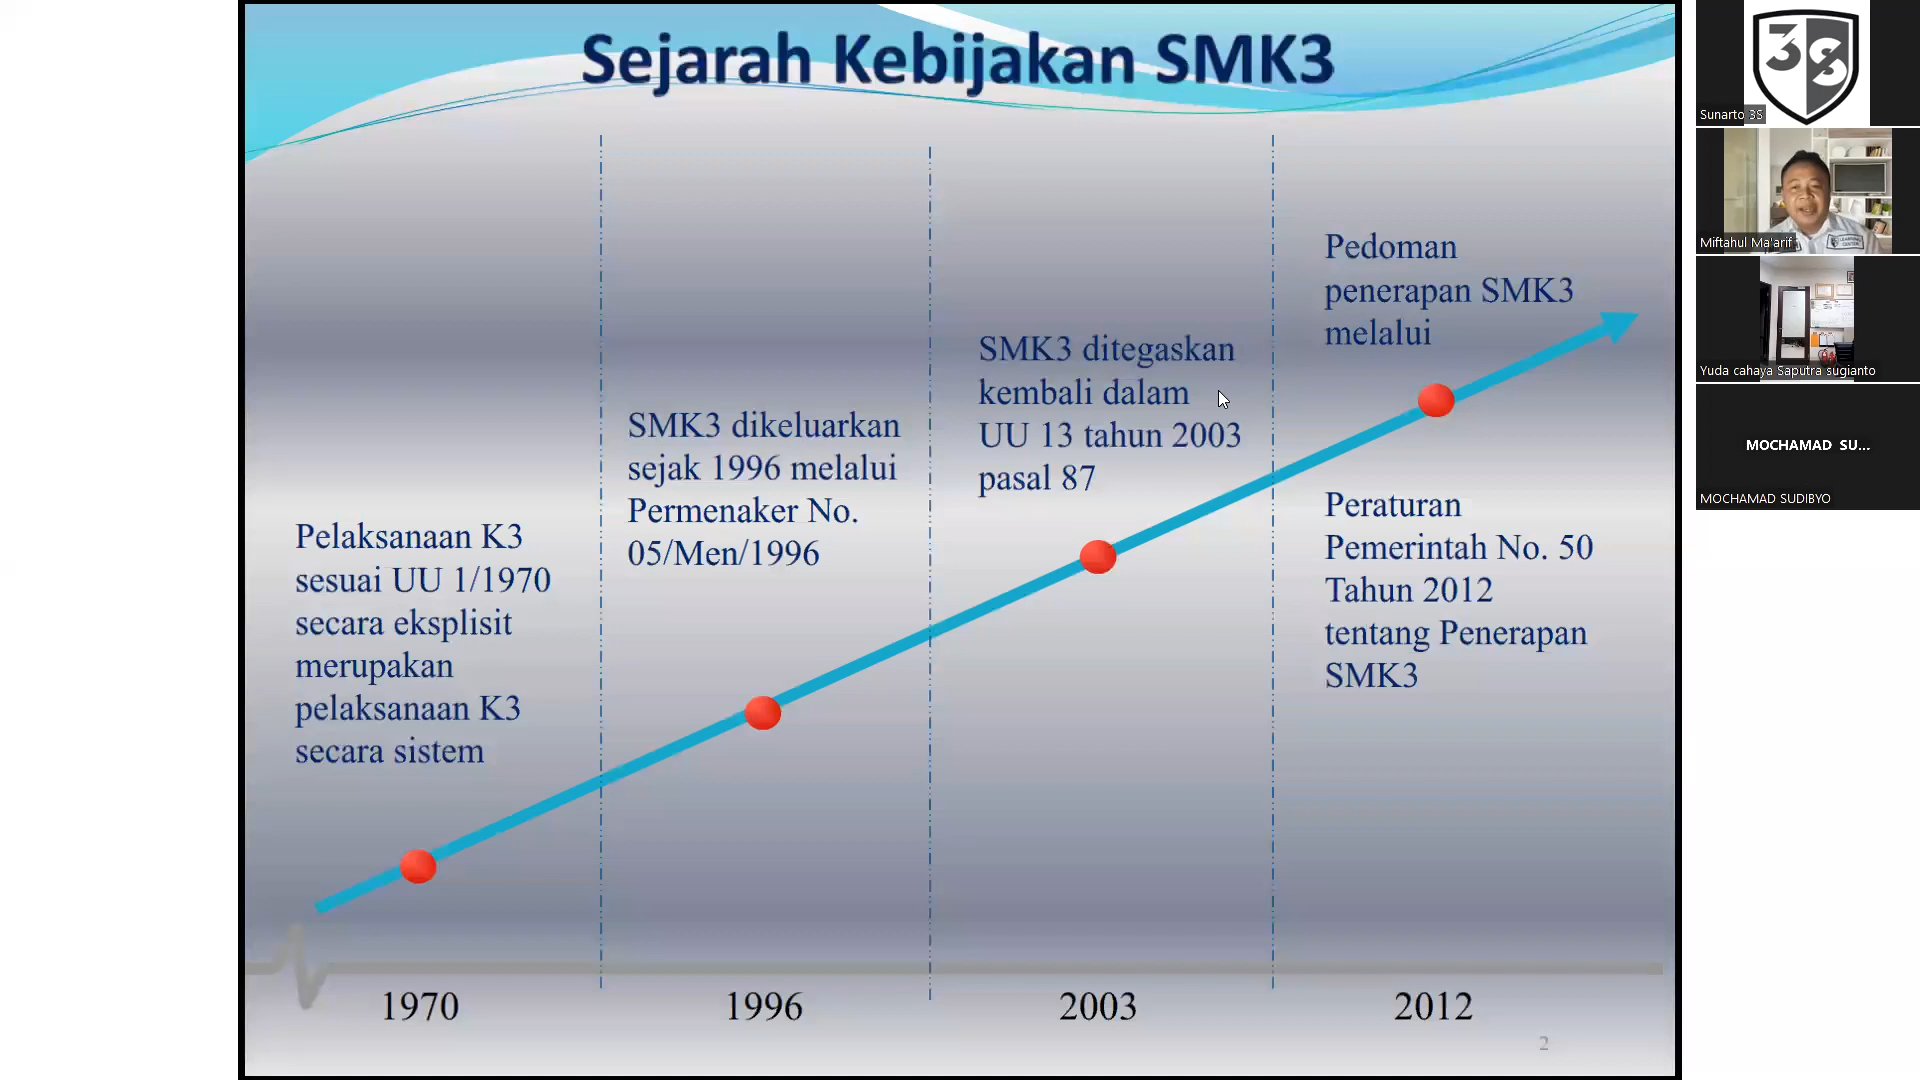 Sejarah Kebijakan SMK3
Pelaksanaan K3
sesuai UU 1/1970
secara eksplisit
merupakan
pelaksanaan K3
secara sistem
SMK3 dikeluarkan
sejak 1996 melalui
Permenaker No.
05/Men/1996
SMK3 ditegaskan
kembali dalam
UU 13 tahun 2003
pasal 87
Pedoman
penerapan SMK3
melalui
Peraturan
Pemerintah No. 50
Tahun 2012
tentang Penerapan
SMK3
1970
1996
2003
2012
2
3S
Sunarto 3S
LEARNING
CENTER
Miftahul Ma'arif
Yuda cahaya Saputra sugianto
MOCHAMAD SU...
MOCHAMAD SUDIBYO